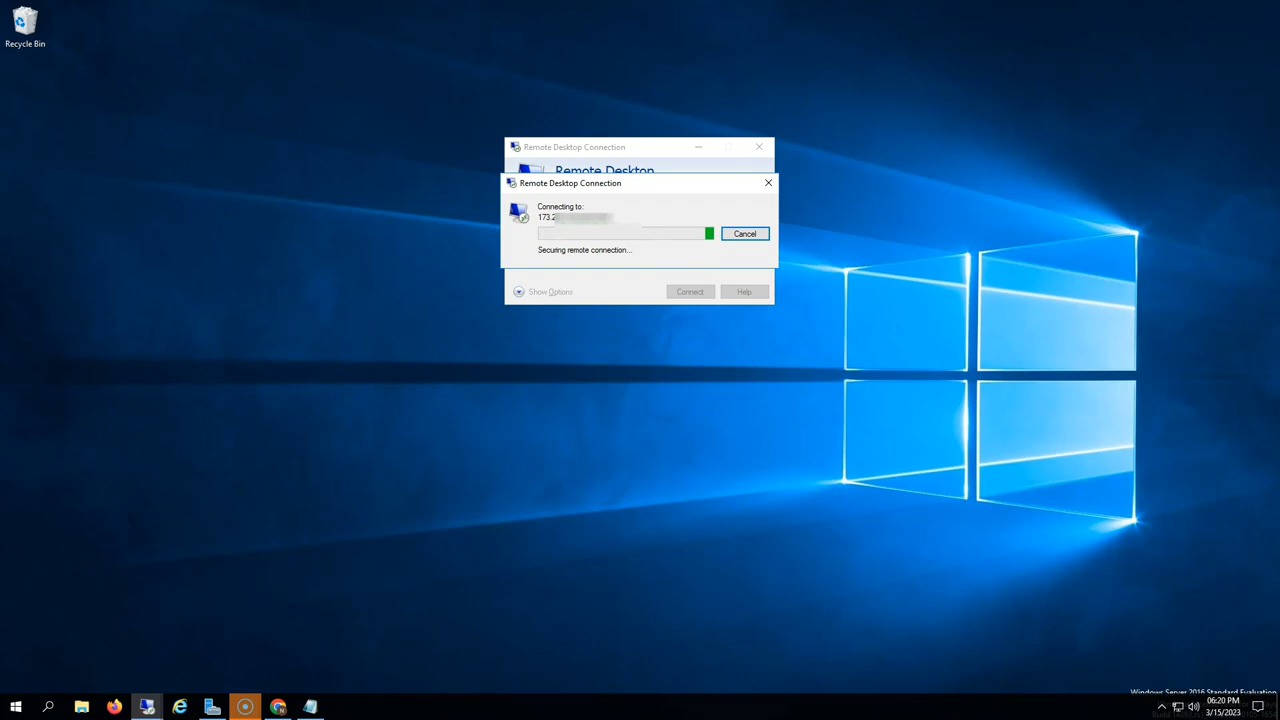 Recycle Bin
Remote Desktop Connection
Remote Desktop
Remote Desktop Connection
Connecting to:
173.2
Cancel
Securing remote connection...
Show Options
Connect
Help
Windows Server 2016 Standard Evaluation
06:20 PM
3/15/2023